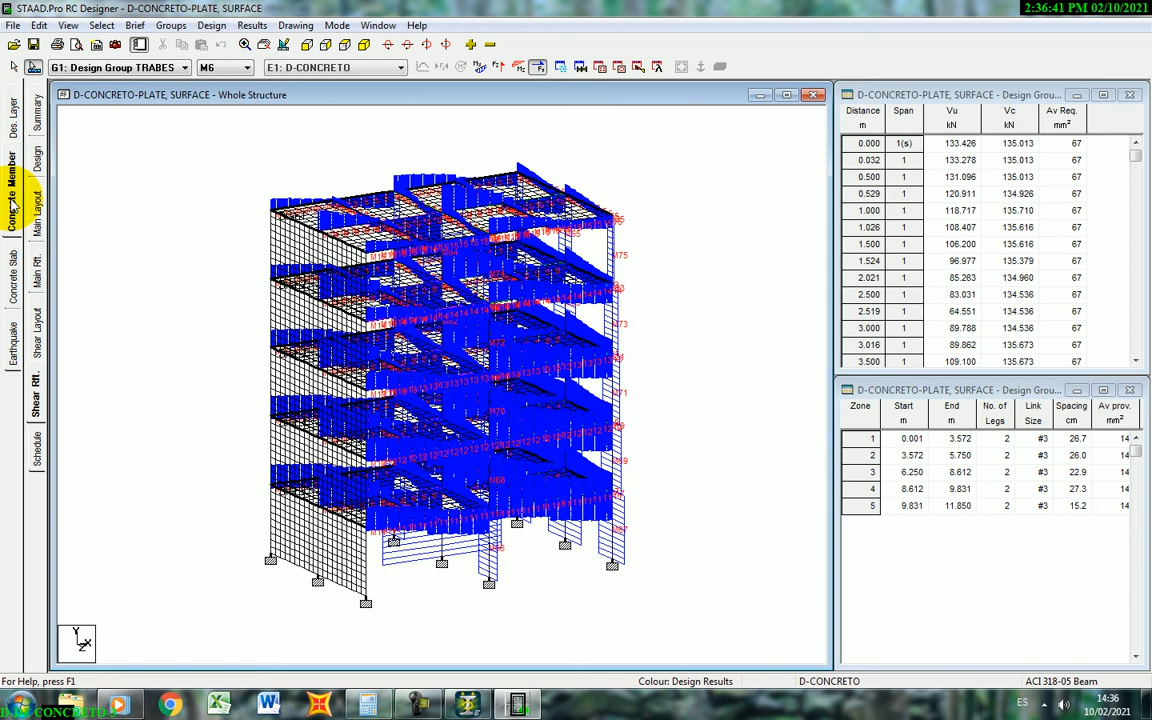 STAAD.Pro RC Designer - D-CONCRETO-PLATE, SURFACE
2:36:41 PM 02/10/2021
File Edit View Select Brief Groups Design Results Drawing Mode Window Help
G1: Design Group TRABES M6 E1: D-CONCRETO
Des. Layer
Concrete Member
Concrete Slab
Earthquake
Summary
Design
Main Layout
Main Rft.
Shear Layout
Shear Rft.
Schedule
D-CONCRETO-PLATE, SURFACE - Whole Structure
M75
M73
M72
M70
M68
Y
X
Z
D-CONCRETO-PLATE, SURFACE - Design Grou...
Distance Span Vu Vc Av Req.
m kN kN mm²
0.000 1(s) 133.426 135.013 67
0.032 1 133.278 135.013 67
0.500 1 131.096 135.013 67
0.529 1 120.911 134.926 67
1.000 1 118.717 135.710 67
1.026 1 108.407 135.616 67
1.500 1 106.200 135.616 67
1.524 1 96.977 135.379 67
2.021 1 85.263 134.960 67
2.500 1 83.031 134.536 67
2.519 1 64.551 134.536 67
3.000 1 89.788 134.536 67
3.016 1 89.862 135.673 67
3.500 1 109.100 135.673 67
D-CONCRETO-PLATE, SURFACE - Design Grou...
Zone Start End No. of Link Spacing Av prov.
m m Legs Size cm mm²
1 0.001 3.572 2 #3 26.7 14
2 3.572 5.750 2 #3 26.0 14
3 6.250 8.612 2 #3 22.9 14
4 8.612 9.831 2 #3 27.3 14
5 9.831 11.850 2 #3 15.2 14
For Help, press F1
Colour: Design Results D-CONCRETO ACI 318-05 Beam
ES 14:36
10/02/2021